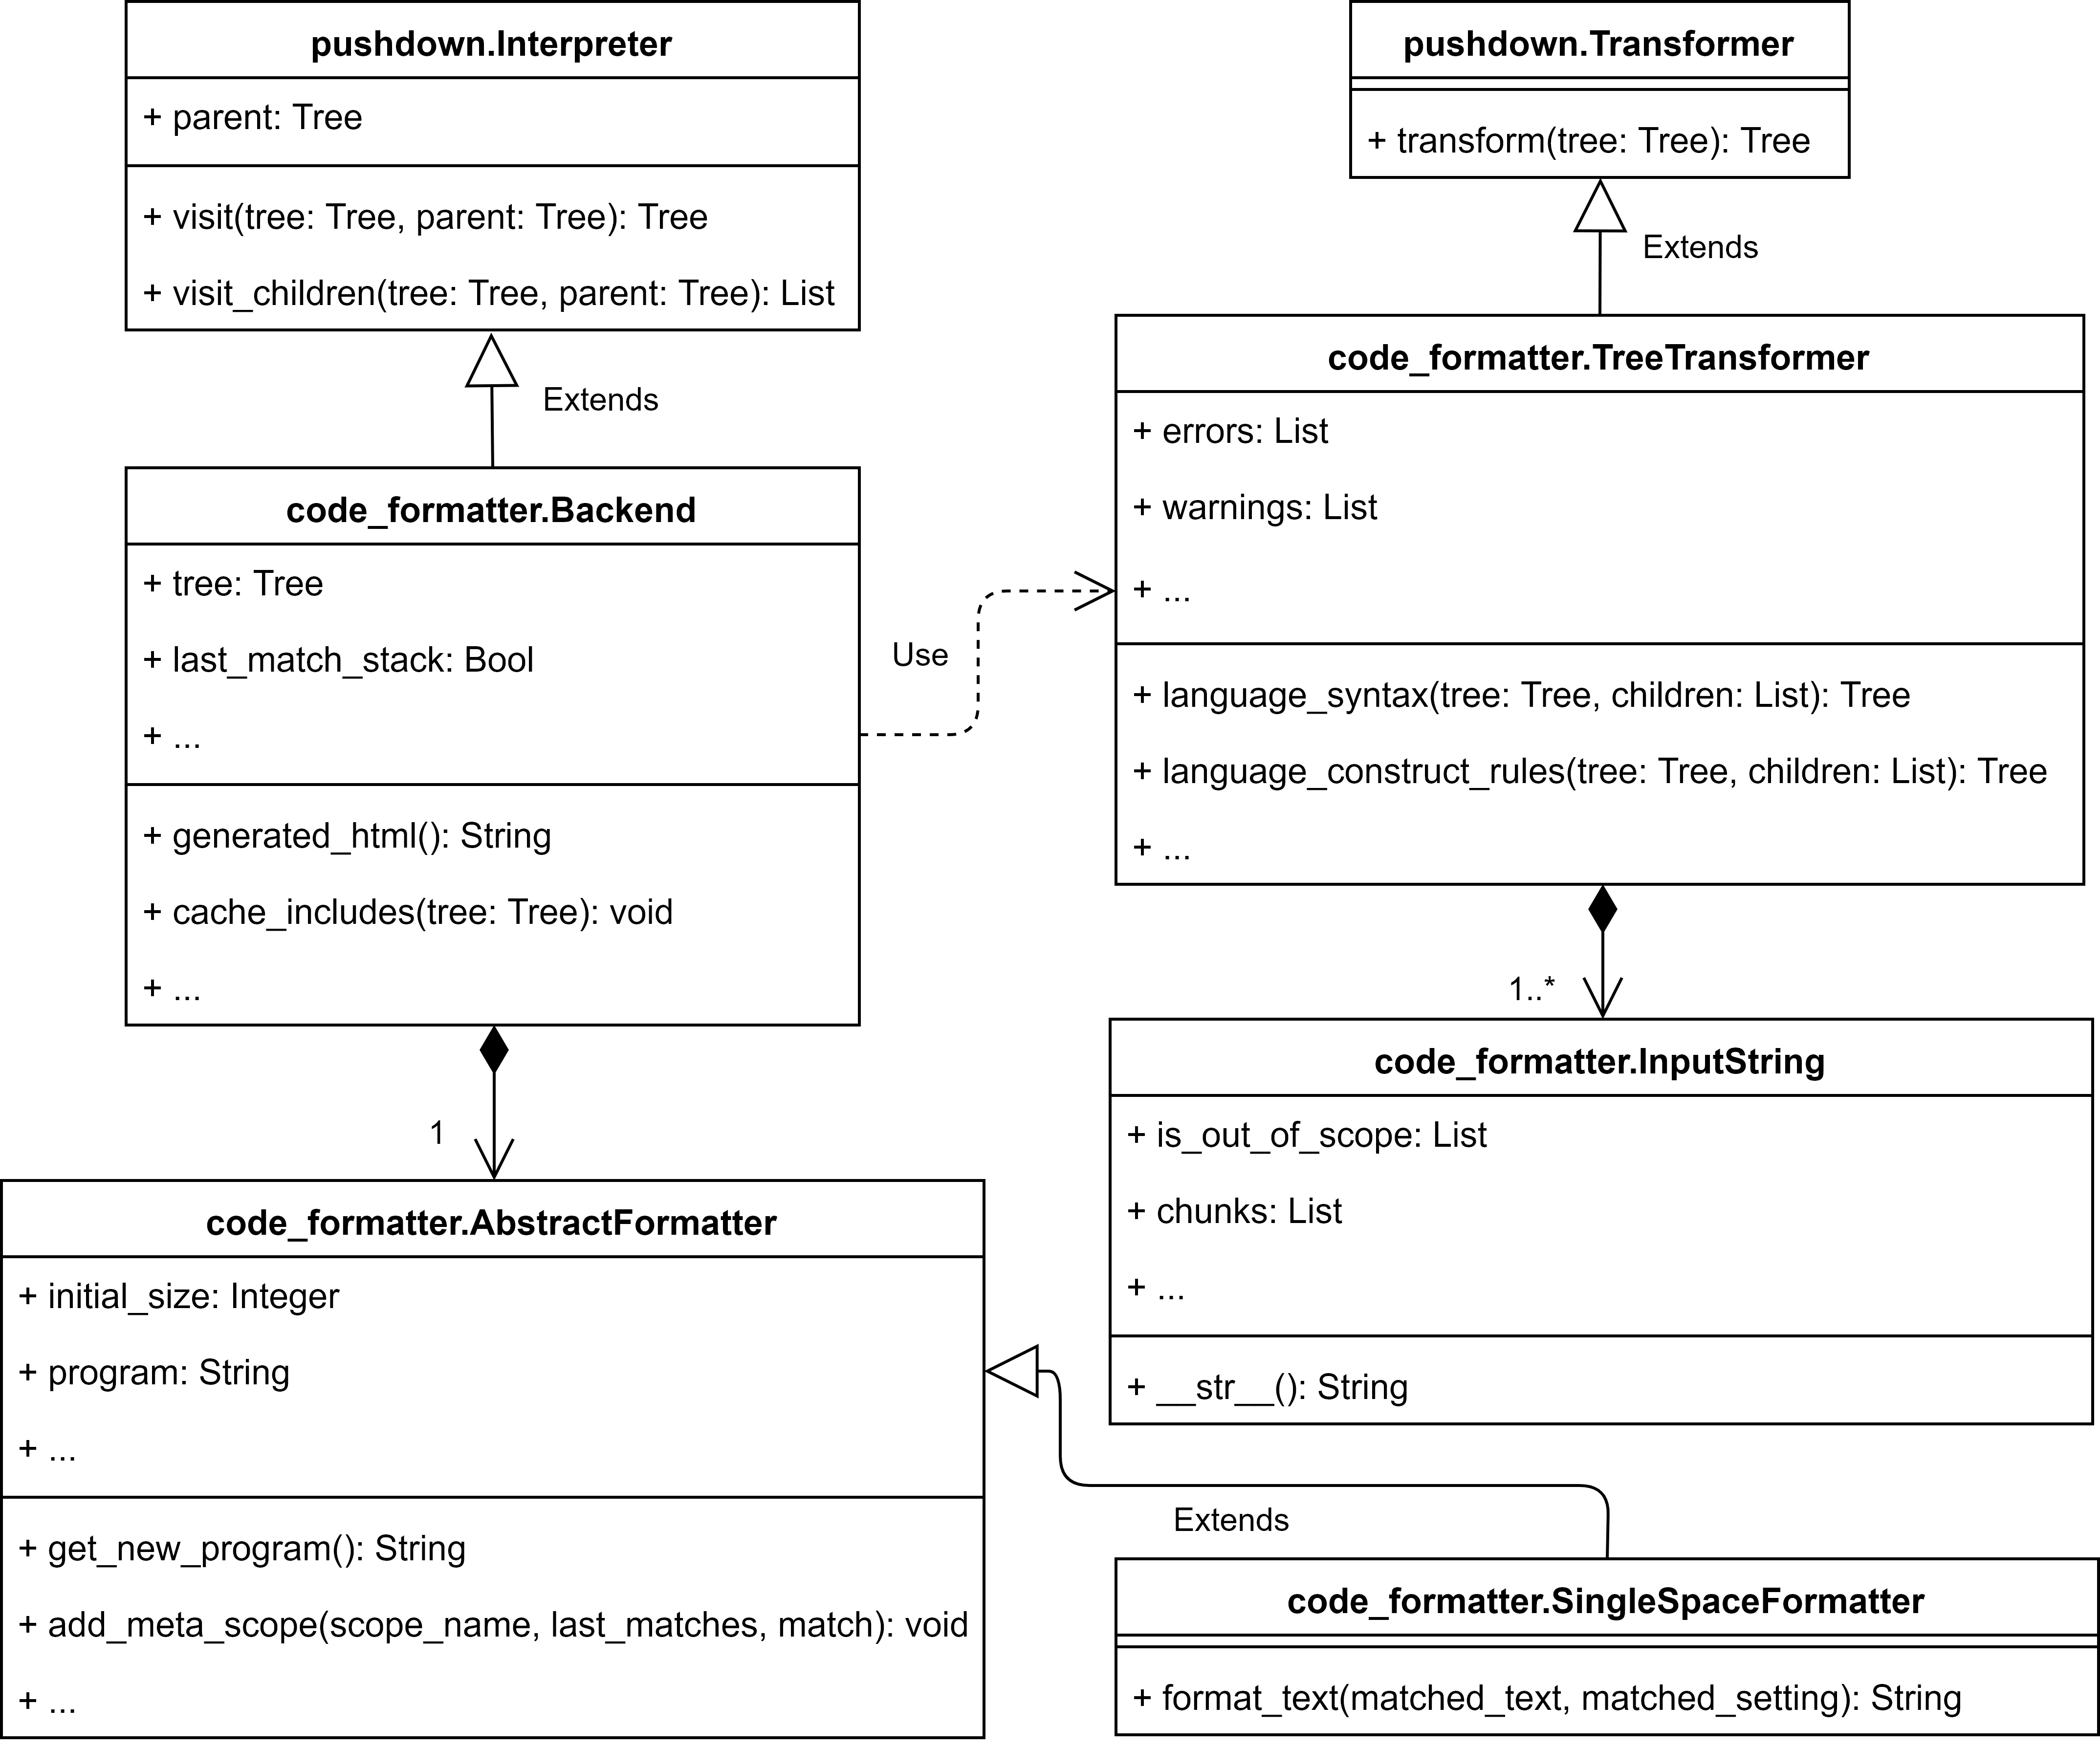 pushdown.Interpreter
+ parent: Tree
+ visit(tree: Tree, parent: Tree): Tree
+ visit_children(tree: Tree, parent: Tree): List
Extends
code_formatter.Backend
+ tree: Tree
+ last_match_stack: Bool
+ ...
+ generated_html(): String
+ cache_includes(tree: Tree): void
+ ...
Use
1
code_formatter.AbstractFormatter
+ initial_size: Integer
+ program: String
+ ...
+ get_new_program(): String
+ add_meta_scope(scope_name, last_matches, match): void
+ ...
pushdown.Transformer
+ transform(tree: Tree): Tree
Extends
code_formatter.TreeTransformer
+ errors: List
+ warnings: List
+ ...
+ language_syntax(tree: Tree, children: List): Tree
+ language_construct_rules(tree: Tree, children: List): Tree
+ ...
1..*
code_formatter.InputString
+ is_out_of_scope: List
+ chunks: List
+ ...
+ __str__(): String
Extends
code_formatter.SingleSpaceFormatter
+ format_text(matched_text, matched_setting): String